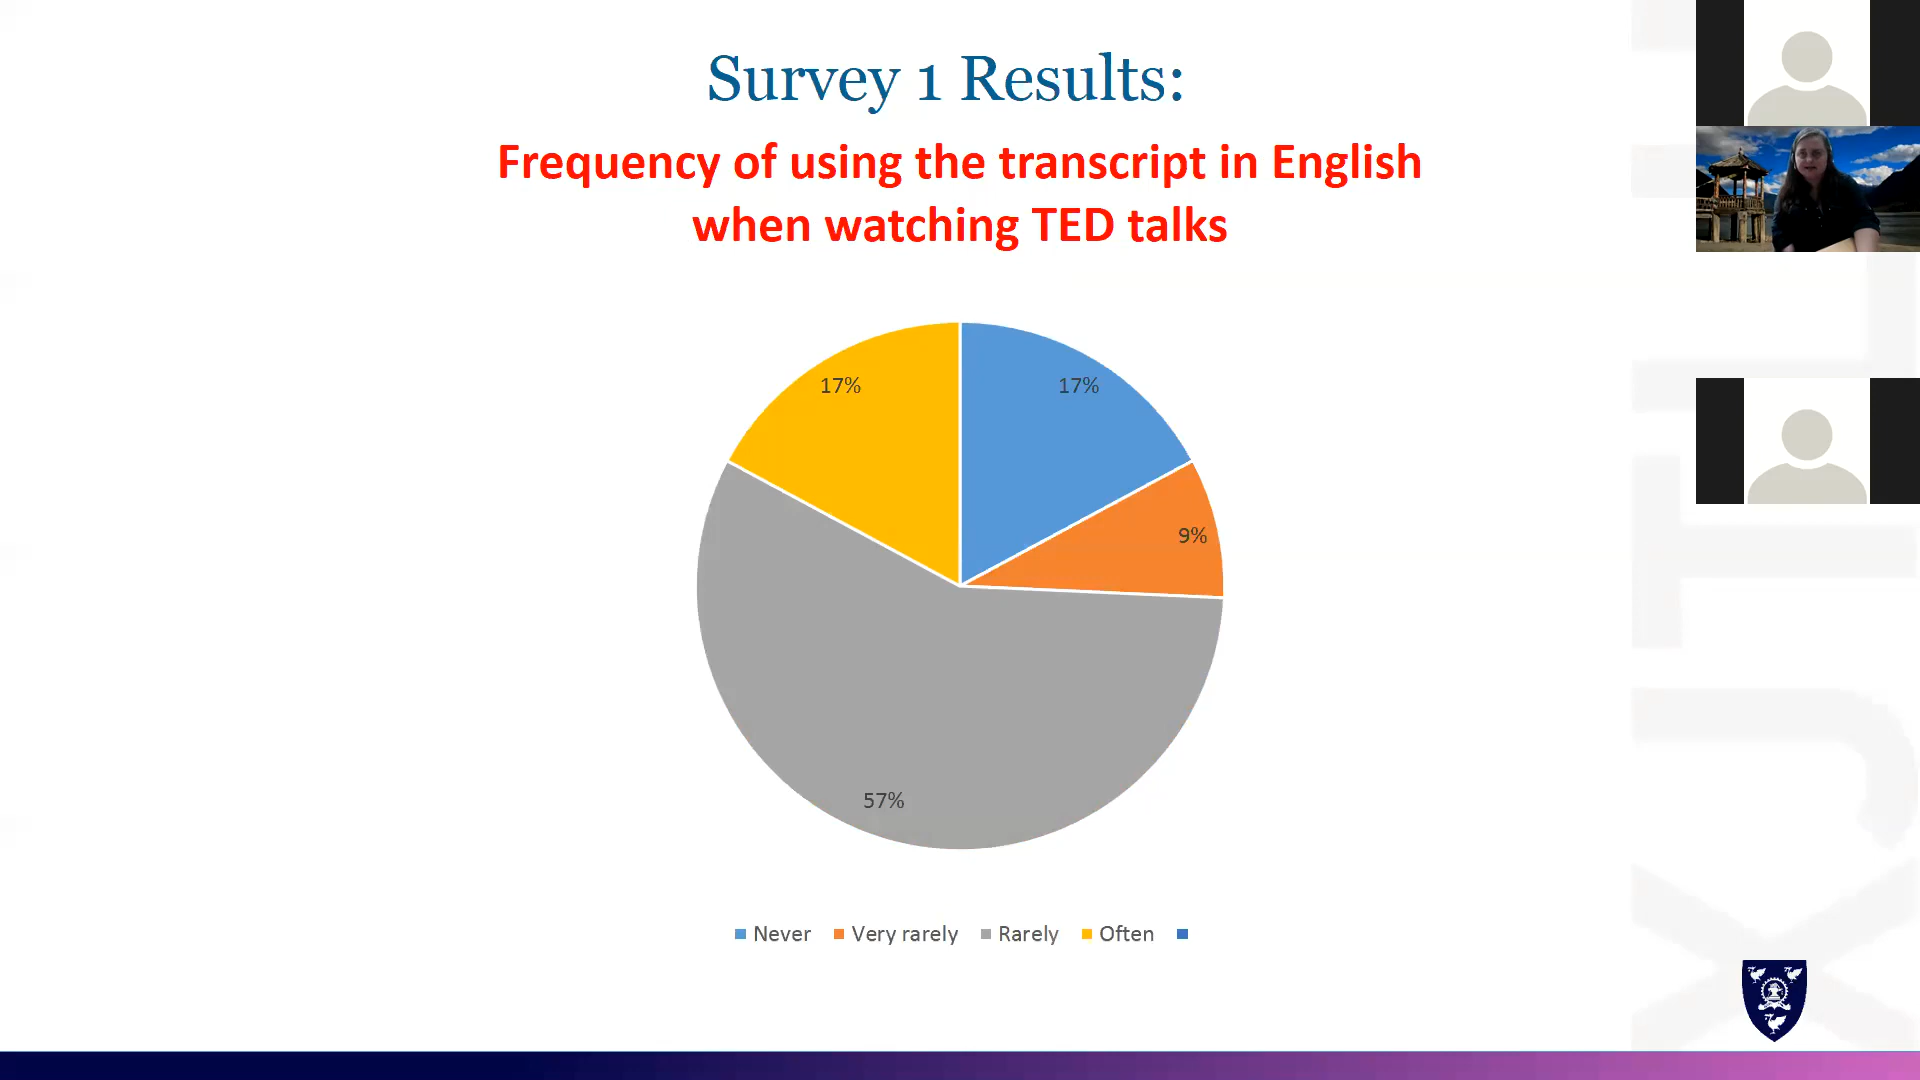 Survey 1 Results:
Frequency of using the transcript in English
when watching TED talks
17%
17%
9%
57%
Never
Very rarely
Rarely
Often
XJTLU